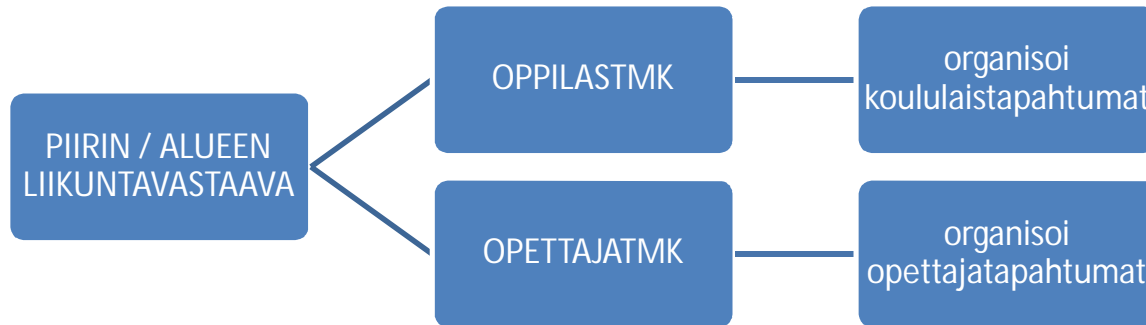 PIIRIN / ALUEEN
LIIKUNTAVASTAAVA
OPPILASTMK
organisoi
koululaistapahtumat
OPETTAJATMK
organisoi
opettajatapahtumat